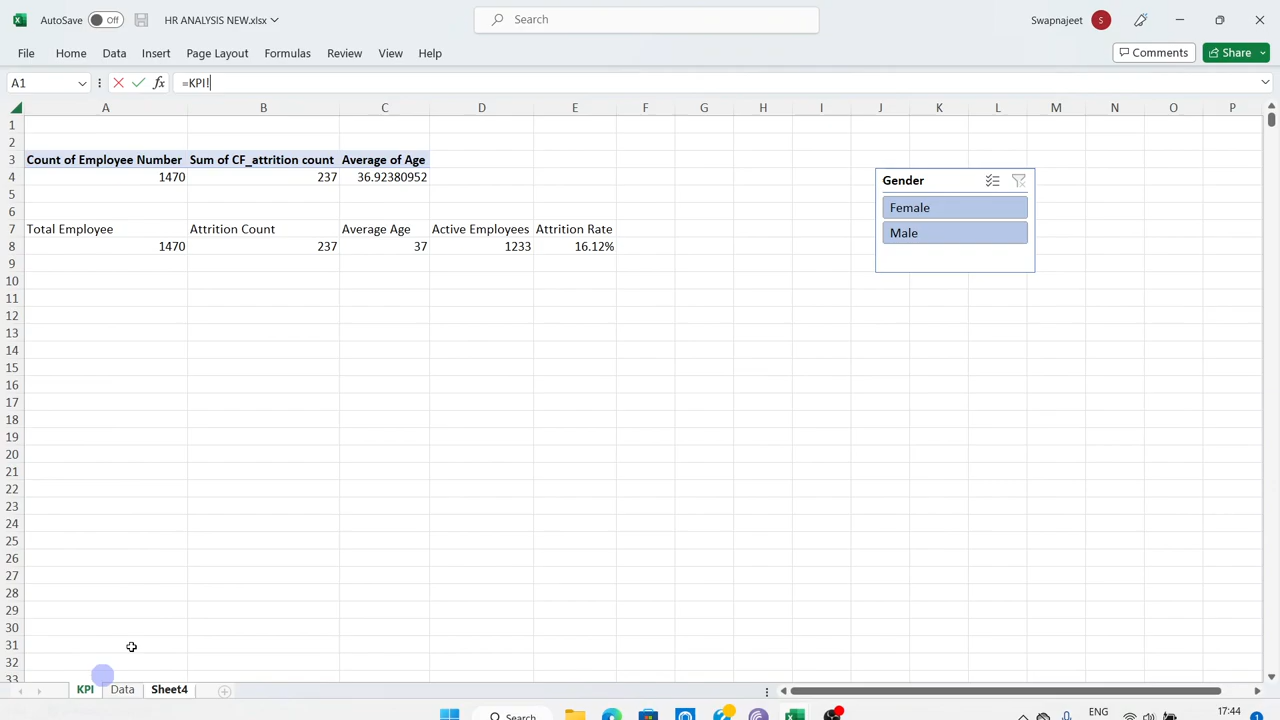 AutoSave Off HR ANALYSIS NEW.xlsx Search Swapnajeet S
File Home Data Insert Page Layout Formulas Review View Help Comments Share
A1 fx =KPI!
A B C D E F G H I J K L M N O P
1
2
3 Count of Employee Number Sum of CF_attrition count Average of Age
4 1470 237 36.92380952
Gender
5
Female
6
7 Total Employee Attrition Count Average Age Active Employees Attrition Rate
Male
8 1470 237 37 1233 16.12%
9
10
11
12
13
14
15
16
17
18
19
20
21
22
23
24
25
26
27
28
29
30
31
32
33
KPI Data Sheet4
Search ENG 17:44